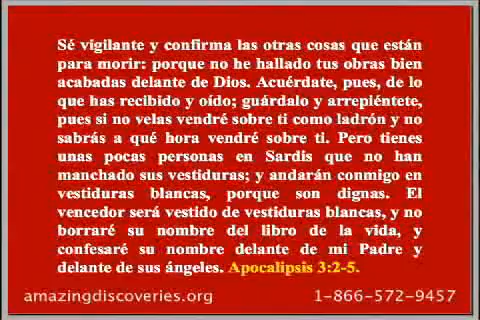 Sé vigilante y confirma las otras cosas que están
para morir: porque no he hallado tus obras bien
acabadas delante de Dios. Acuérdate, pues, de lo
que has recibido y oído; guárdalo y arrepiéntete,
pues si no velas vendré sobre ti como ladrón y no
sabrás a qué hora vendré sobre ti. Pero tienes
unas pocas personas en Sardis que no han
manchado sus vestiduras; y andarán conmigo en
vestiduras blancas, porque son dignas. El
vencedor será vestido de vestiduras blancas, y no
borraré su nombre del libro de la vida, y
confesaré su nombre delante de mi Padre y
delante de sus ángeles. Apocalipsis 3:2-5.
amazingdiscoveries.org 1-866-572-9457